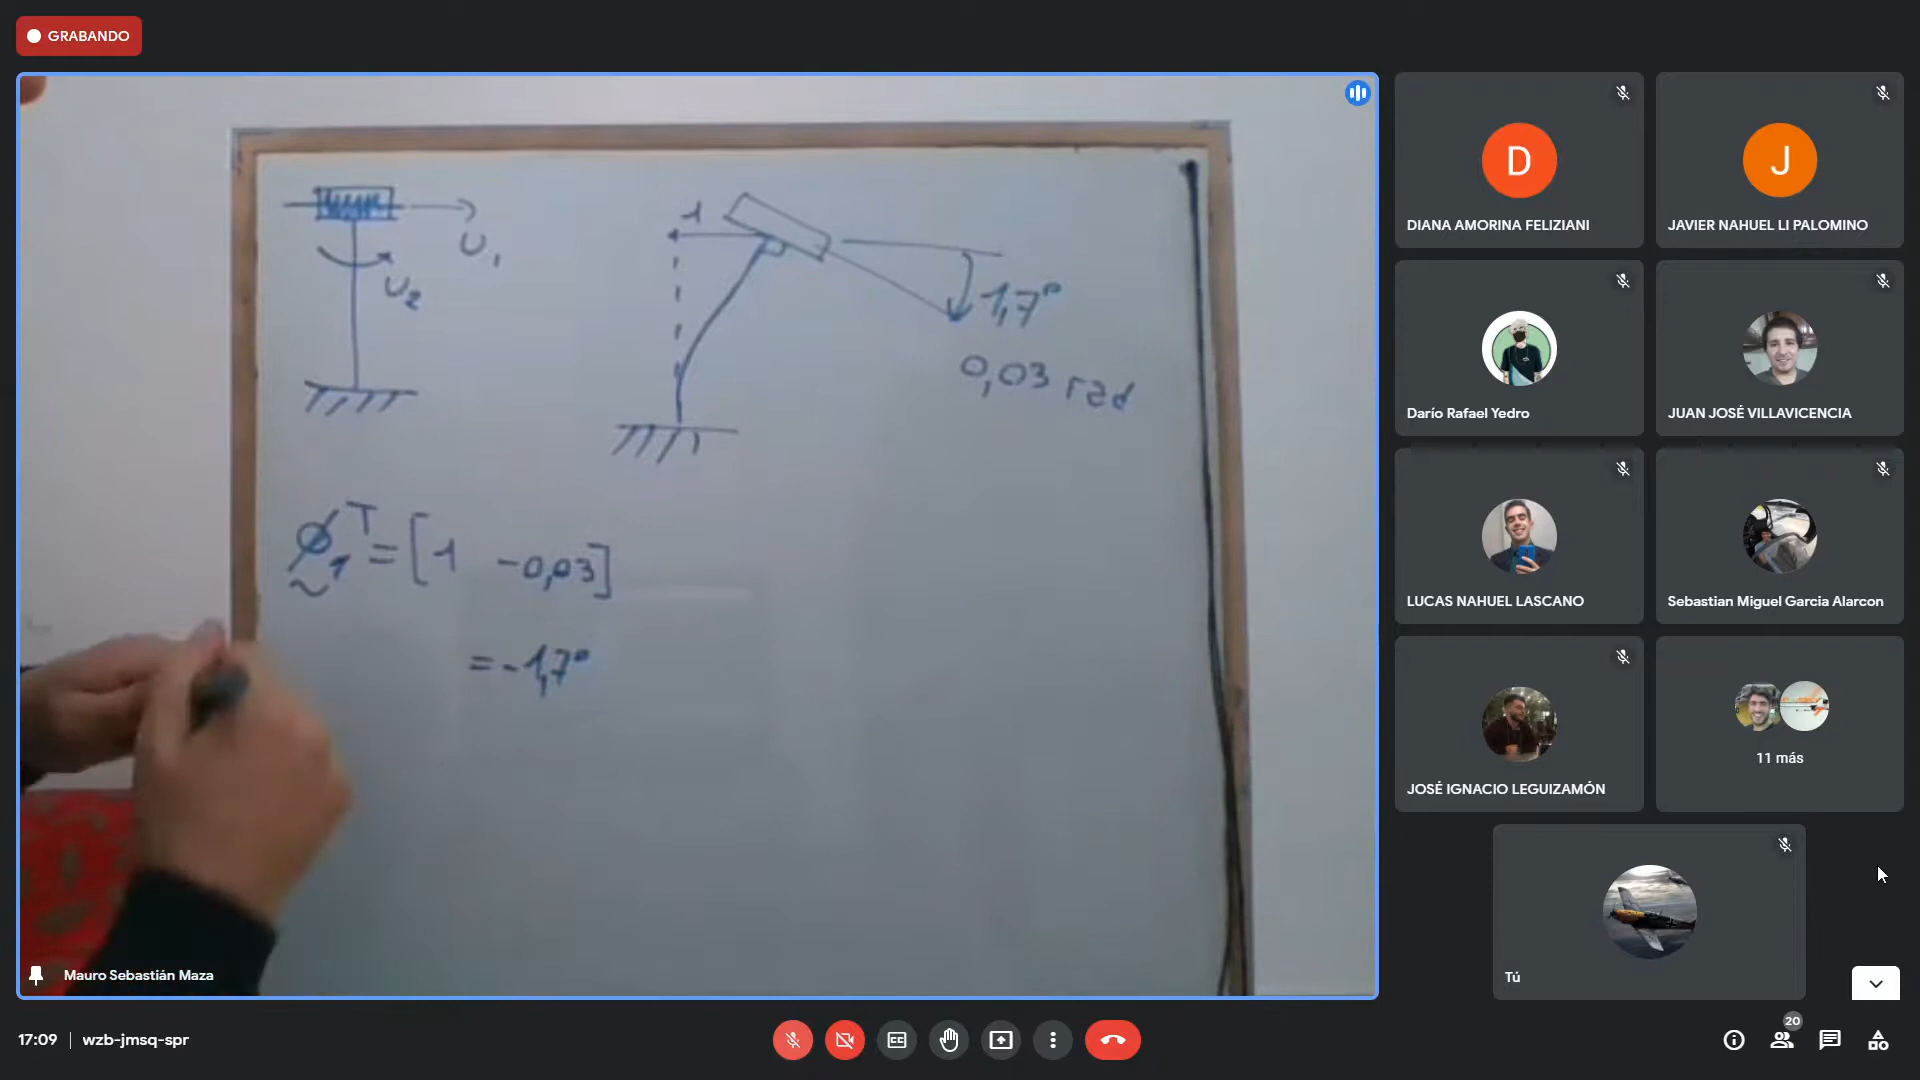 GRABANDO
U₁
U₂
1
1,7°
0,03 rad
ϕ₁ᵀ = [1 -0,03]
= -1,7°
Mauro Sebastián Maza
D
DIANA AMORINA FELIZIANI
J
JAVIER NAHUEL LI PALOMINO
Darío Rafael Yedro
JUAN JOSÉ VILLAVICENCIA
LUCAS NAHUEL LASCANO
Sebastian Miguel Garcia Alarcon
JOSÉ IGNACIO LEGUIZAMÓN
11 más
Tú
17:09 | wzb-jmsq-spr
20